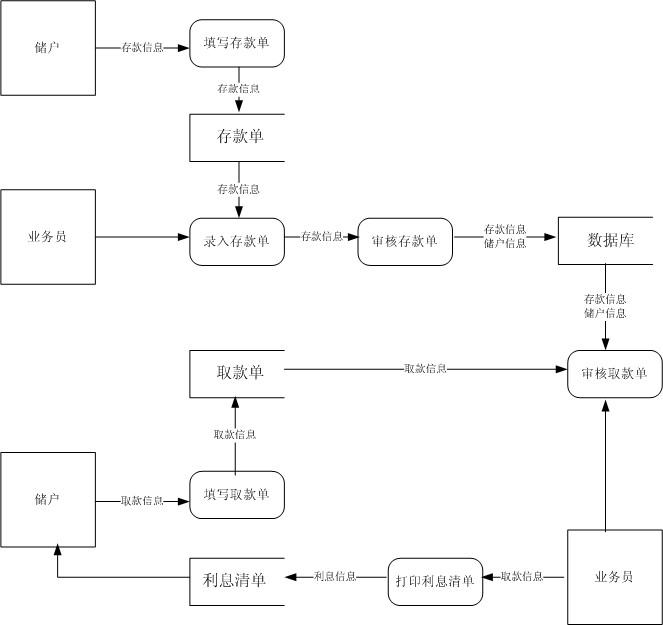 储户
存款信息
填写存款单
存款信息
存款单
存款信息
业务员
录入存款单
存款信息
审核存款单
存款信息
储户信息
数据库
存款信息
储户信息
取款单
取款信息
审核取款单
取款信息
储户
取款信息
填写取款单
利息清单
利息信息
打印利息清单
取款信息
业务员